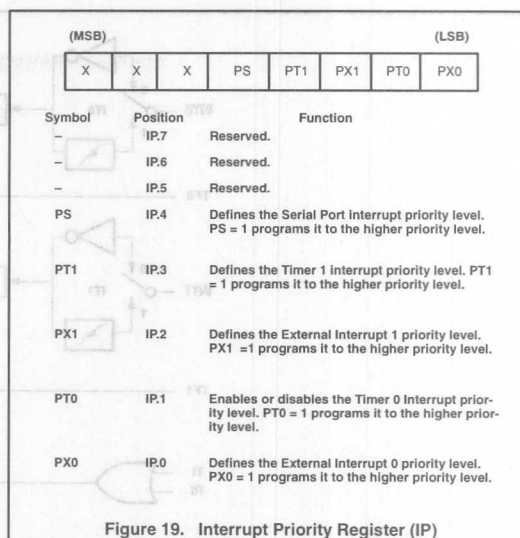 (MSB) (LSB)
X X X PS PT1 PX1 PT0 PX0
Symbol Position Function
– IP.7 Reserved.
– IP.6 Reserved.
– IP.5 Reserved.
PS IP.4 Defines the Serial Port interrupt priority level.
PS = 1 programs it to the higher priority level.
PT1 IP.3 Defines the Timer 1 interrupt priority level. PT1
= 1 programs it to the higher priority level.
PX1 IP.2 Defines the External Interrupt 1 priority level.
PX1 =1 programs it to the higher priority level.
PT0 IP.1 Enables or disables the Timer 0 Interrupt prior-
ity level. PT0 = 1 programs it to the higher prior-
ity level.
PX0 IP.0 Defines the External Interrupt 0 priority level.
PX0 = 1 programs it to the higher priority level.
Figure 19. Interrupt Priority Register (IP)